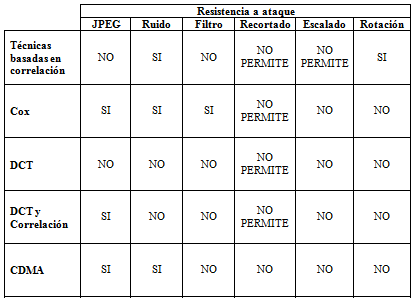 Resistencia a ataque
JPEG Ruido Filtro Recortado Escalado Rotación
Técnicas
basadas en
correlación
NO SI NO NO
PERMITE NO
PERMITE SI
Cox SI SI SI NO
PERMITE NO NO
DCT NO NO NO NO
PERMITE NO NO
DCT y
Correlación
SI NO NO NO
PERMITE NO NO
CDMA SI SI NO NO NO NO